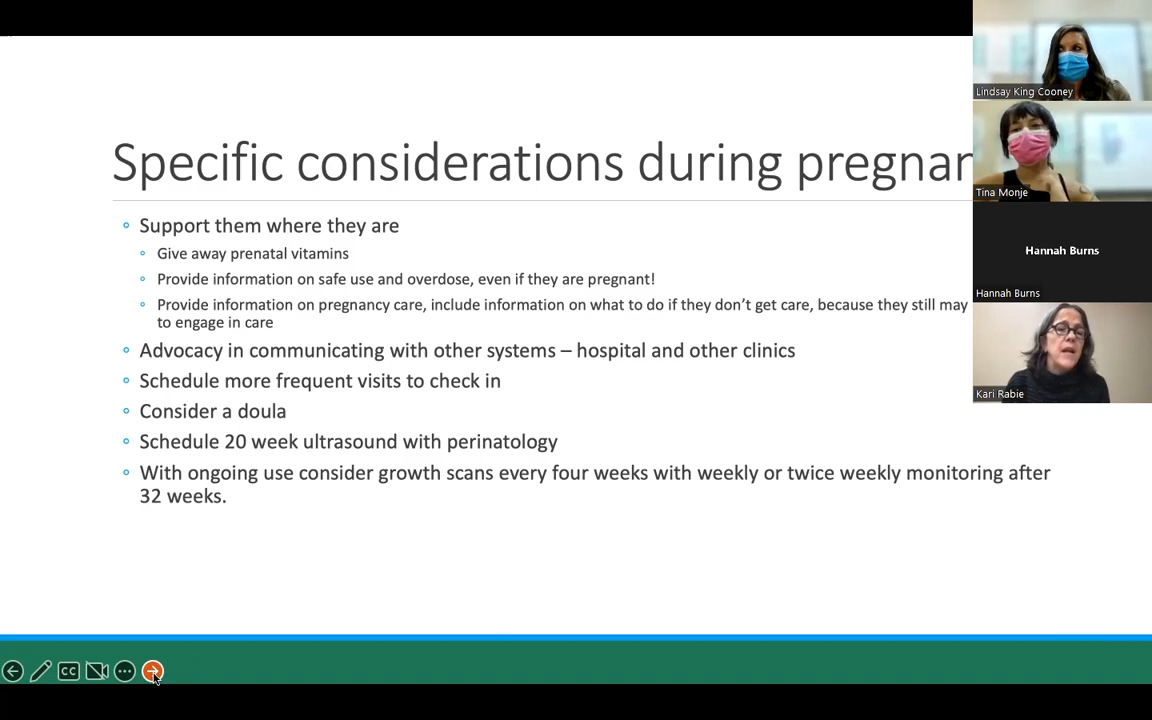 Specific considerations during pregnan
Support them where they are
Give away prenatal vitamins
Provide information on safe use and overdose, even if they are pregnant!
Provide information on pregnancy care, include information on what to do if they don’t get care, because they still may
to engage in care
Advocacy in communicating with other systems – hospital and other clinics
Schedule more frequent visits to check in
Consider a doula
Schedule 20 week ultrasound with perinatology
With ongoing use consider growth scans every four weeks with weekly or twice weekly monitoring after
32 weeks.
Lindsay King Cooney
Tina Monje
Hannah Burns
Hannah Burns
Kari Rabie
CC